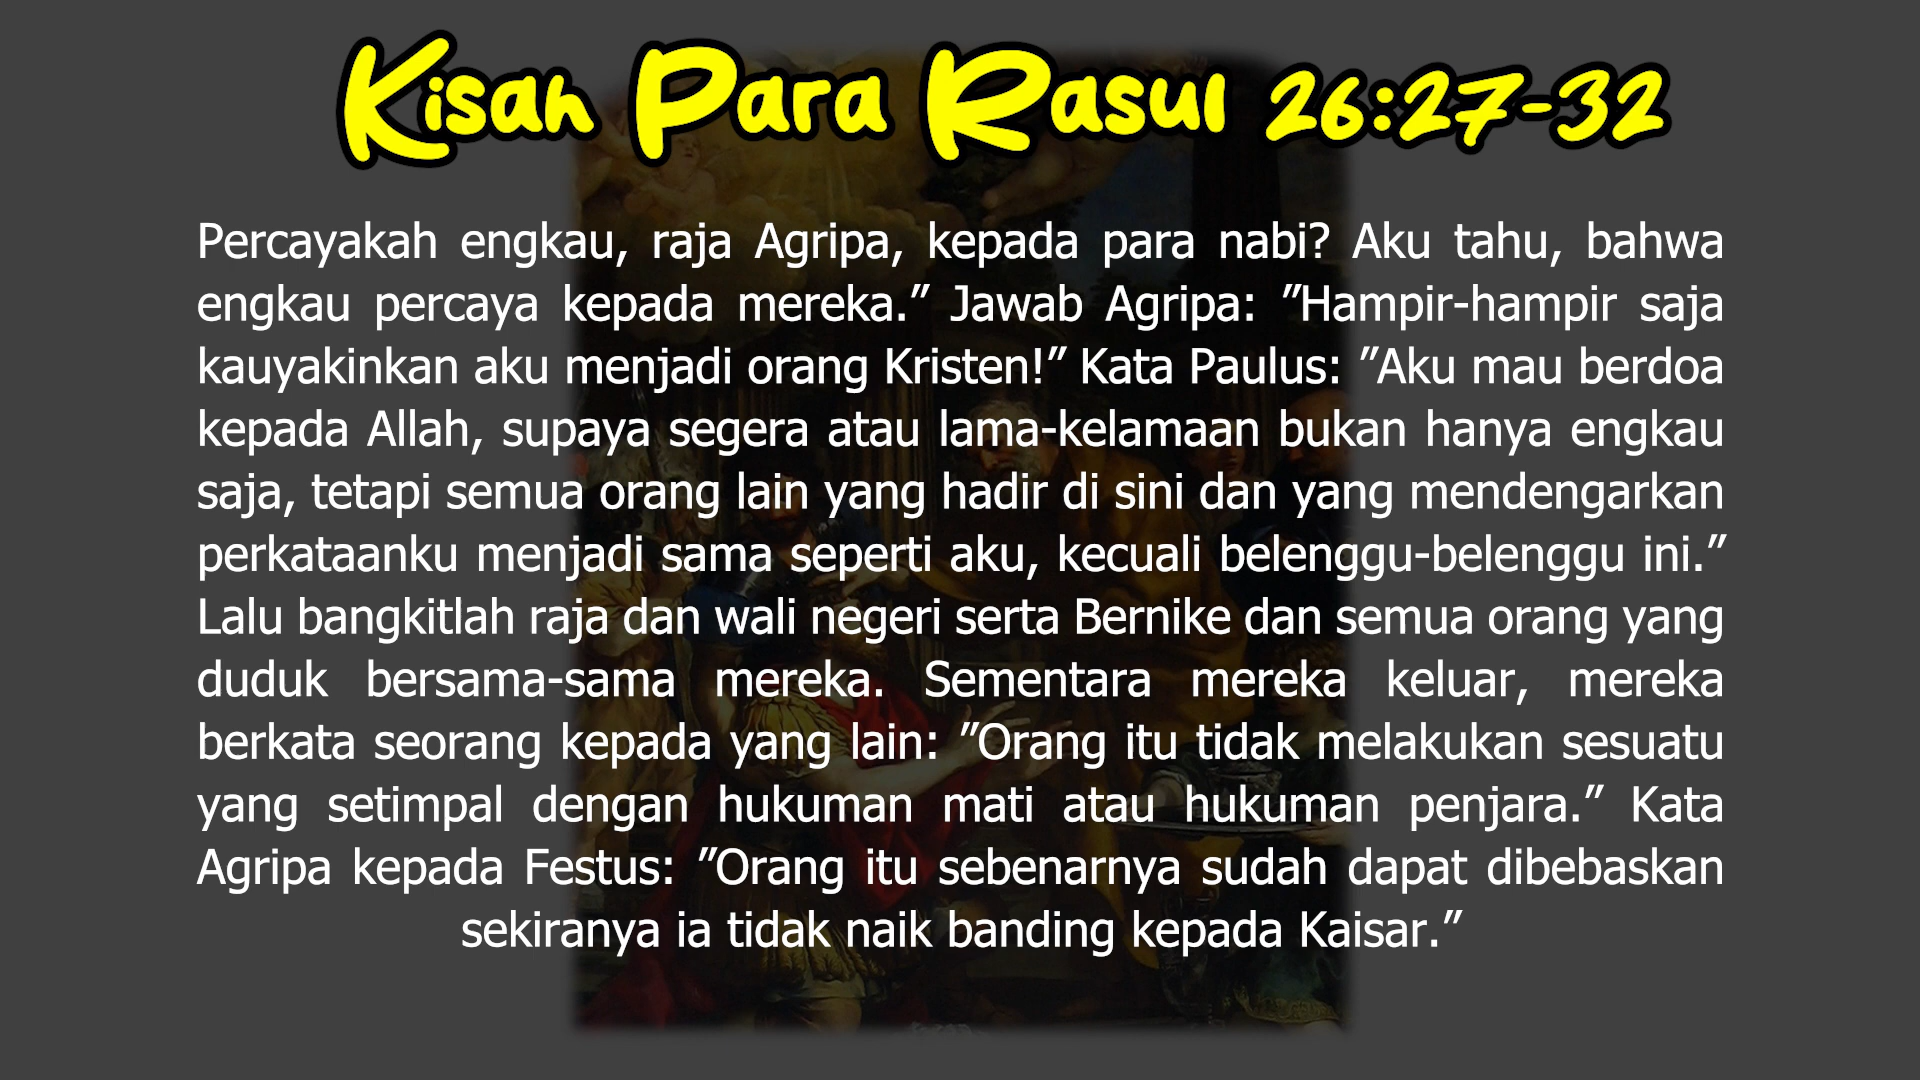 Kisah Para Rasul 26:27-32
Percayakah engkau, raja Agripa, kepada para nabi? Aku tahu, bahwa
engkau percaya kepada mereka.” Jawab Agripa: ”Hampir-hampir saja
kauyakinkan aku menjadi orang Kristen!” Kata Paulus: ”Aku mau berdoa
kepada Allah, supaya segera atau lama-kelamaan bukan hanya engkau
saja, tetapi semua orang lain yang hadir di sini dan yang mendengarkan
perkataanku menjadi sama seperti aku, kecuali belenggu-belenggu ini.”
Lalu bangkitlah raja dan wali negeri serta Bernike dan semua orang yang
duduk bersama-sama mereka. Sementara mereka keluar, mereka
berkata seorang kepada yang lain: ”Orang itu tidak melakukan sesuatu
yang setimpal dengan hukuman mati atau hukuman penjara.” Kata
Agripa kepada Festus: ”Orang itu sebenarnya sudah dapat dibebaskan
sekiranya ia tidak naik banding kepada Kaisar.”